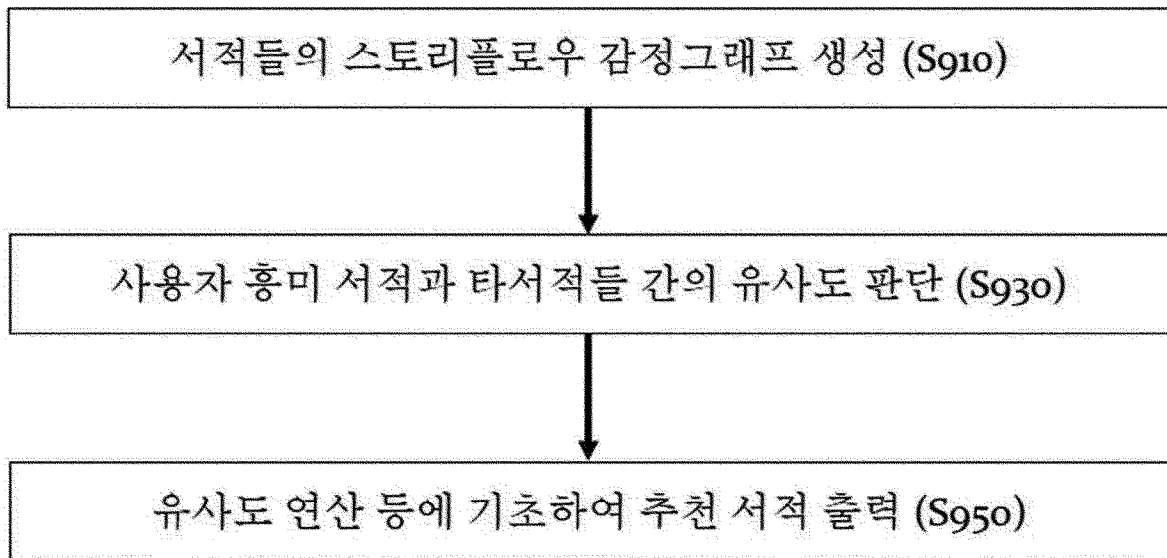 서적들의 스토리플로우 감정그래프 생성 (S910)
사용자 흥미 서적과 타서적들 간의 유사도 판단 (S930)
유사도 연산 등에 기초하여 추천 서적 출력 (S950)